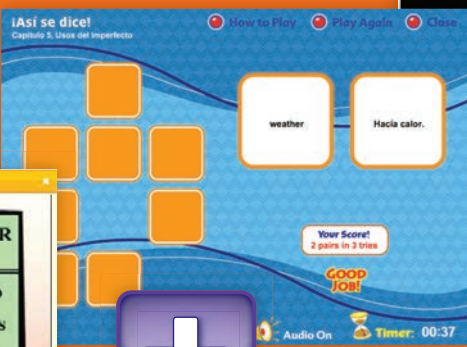 ¡Así se dice!
Capítulo 5, Usos del imperfecto
How to Play
Play Again
Close
weather
Hacía calor.
Your Score!
2 pairs in 3 tries
GOOD
JOB!
Audio On
Timer: 00:37
R
s